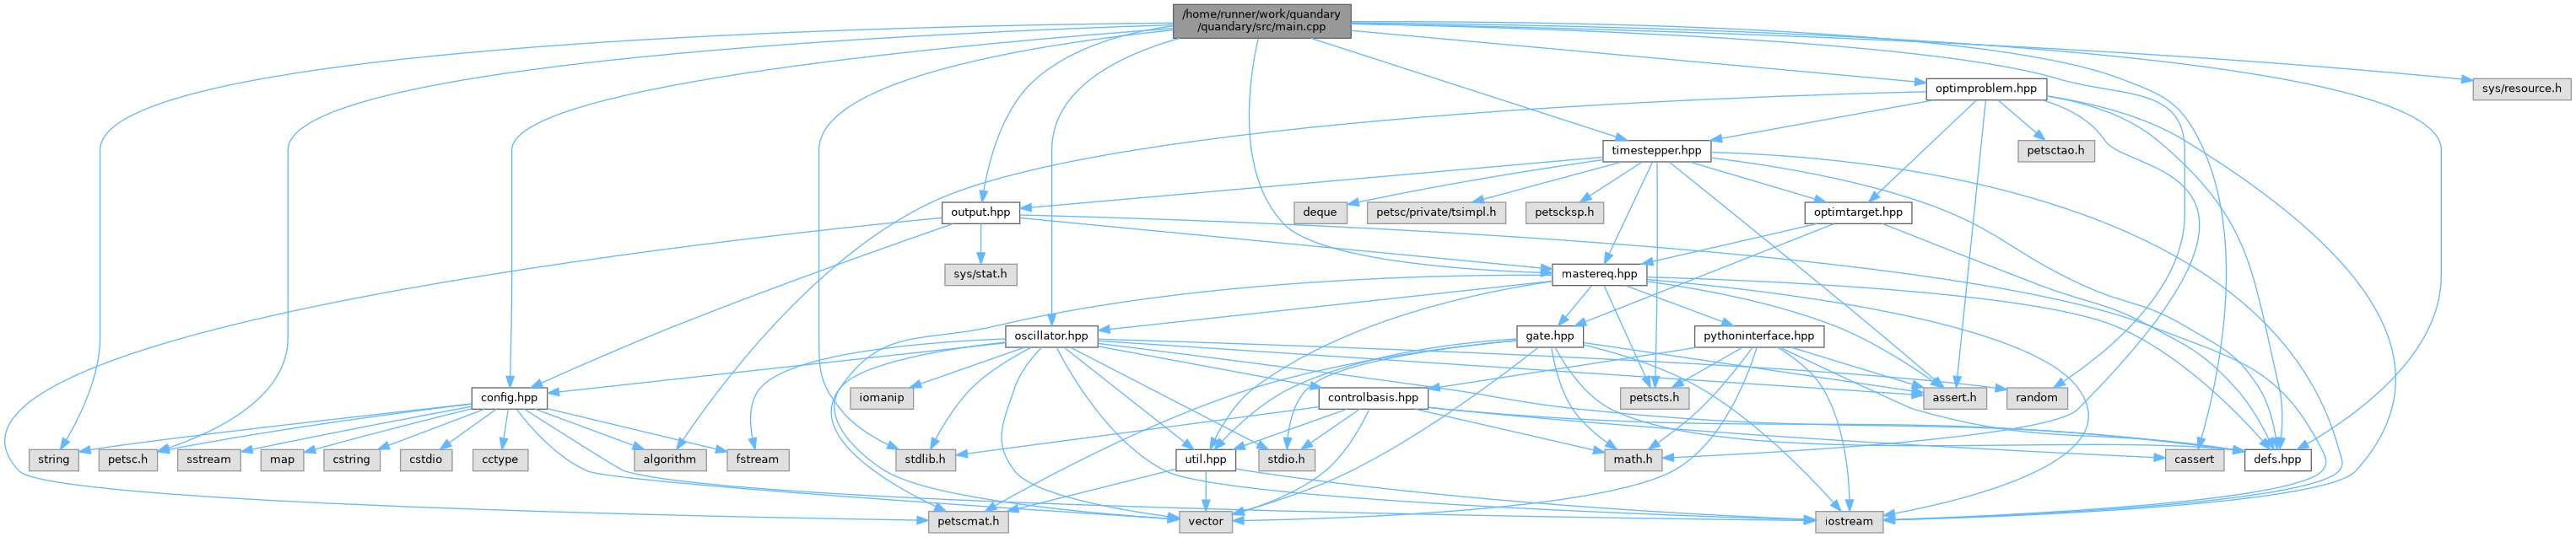 /home/runner/work/quandary
/quandary/src/main.cpp
optimproblem.hpp
sys/resource.h
timestepper.hpp
petsctao.h
output.hpp
deque
petsc/private/tsimpl.h
petscksp.h
optimtarget.hpp
sys/stat.h
mastereq.hpp
oscillator.hpp
gate.hpp
pythoninterface.hpp
config.hpp
iomanip
controlbasis.hpp
petscts.h
assert.h
random
string
petsc.h
sstream
map
cstring
cstdio
cctype
algorithm
fstream
stdlib.h
util.hpp
stdio.h
math.h
cassert
defs.hpp
petscmat.h
vector
iostream